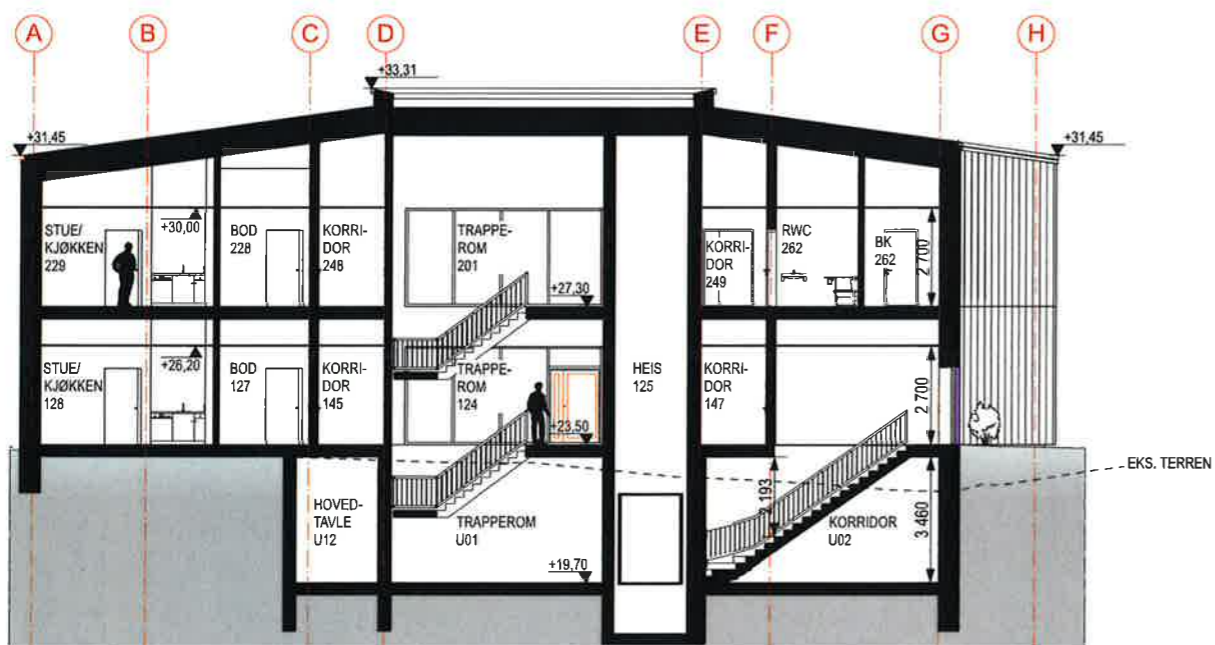 A B C D E F G H
+33,31
+31,45
+31,45
STUE/
KJØKKEN
229
+30,00
BOD
228
KORRI-
DOR
248
TRAPPE-
ROM
201
+27,30
KORRI-
DOR
249
RWC
262
BK
262
2 700
STUE/
KJØKKEN
128
+26,20
BOD
127
KORRI-
DOR
145
TRAPPE-
ROM
124
+23,50
HEIS
125
KORRI-
DOR
147
2 700
EKS. TERREN
HOVED-
TAVLE
U12
TRAPPEROM
U01
+19,70
2 193
KORRIDOR
U02
3 460